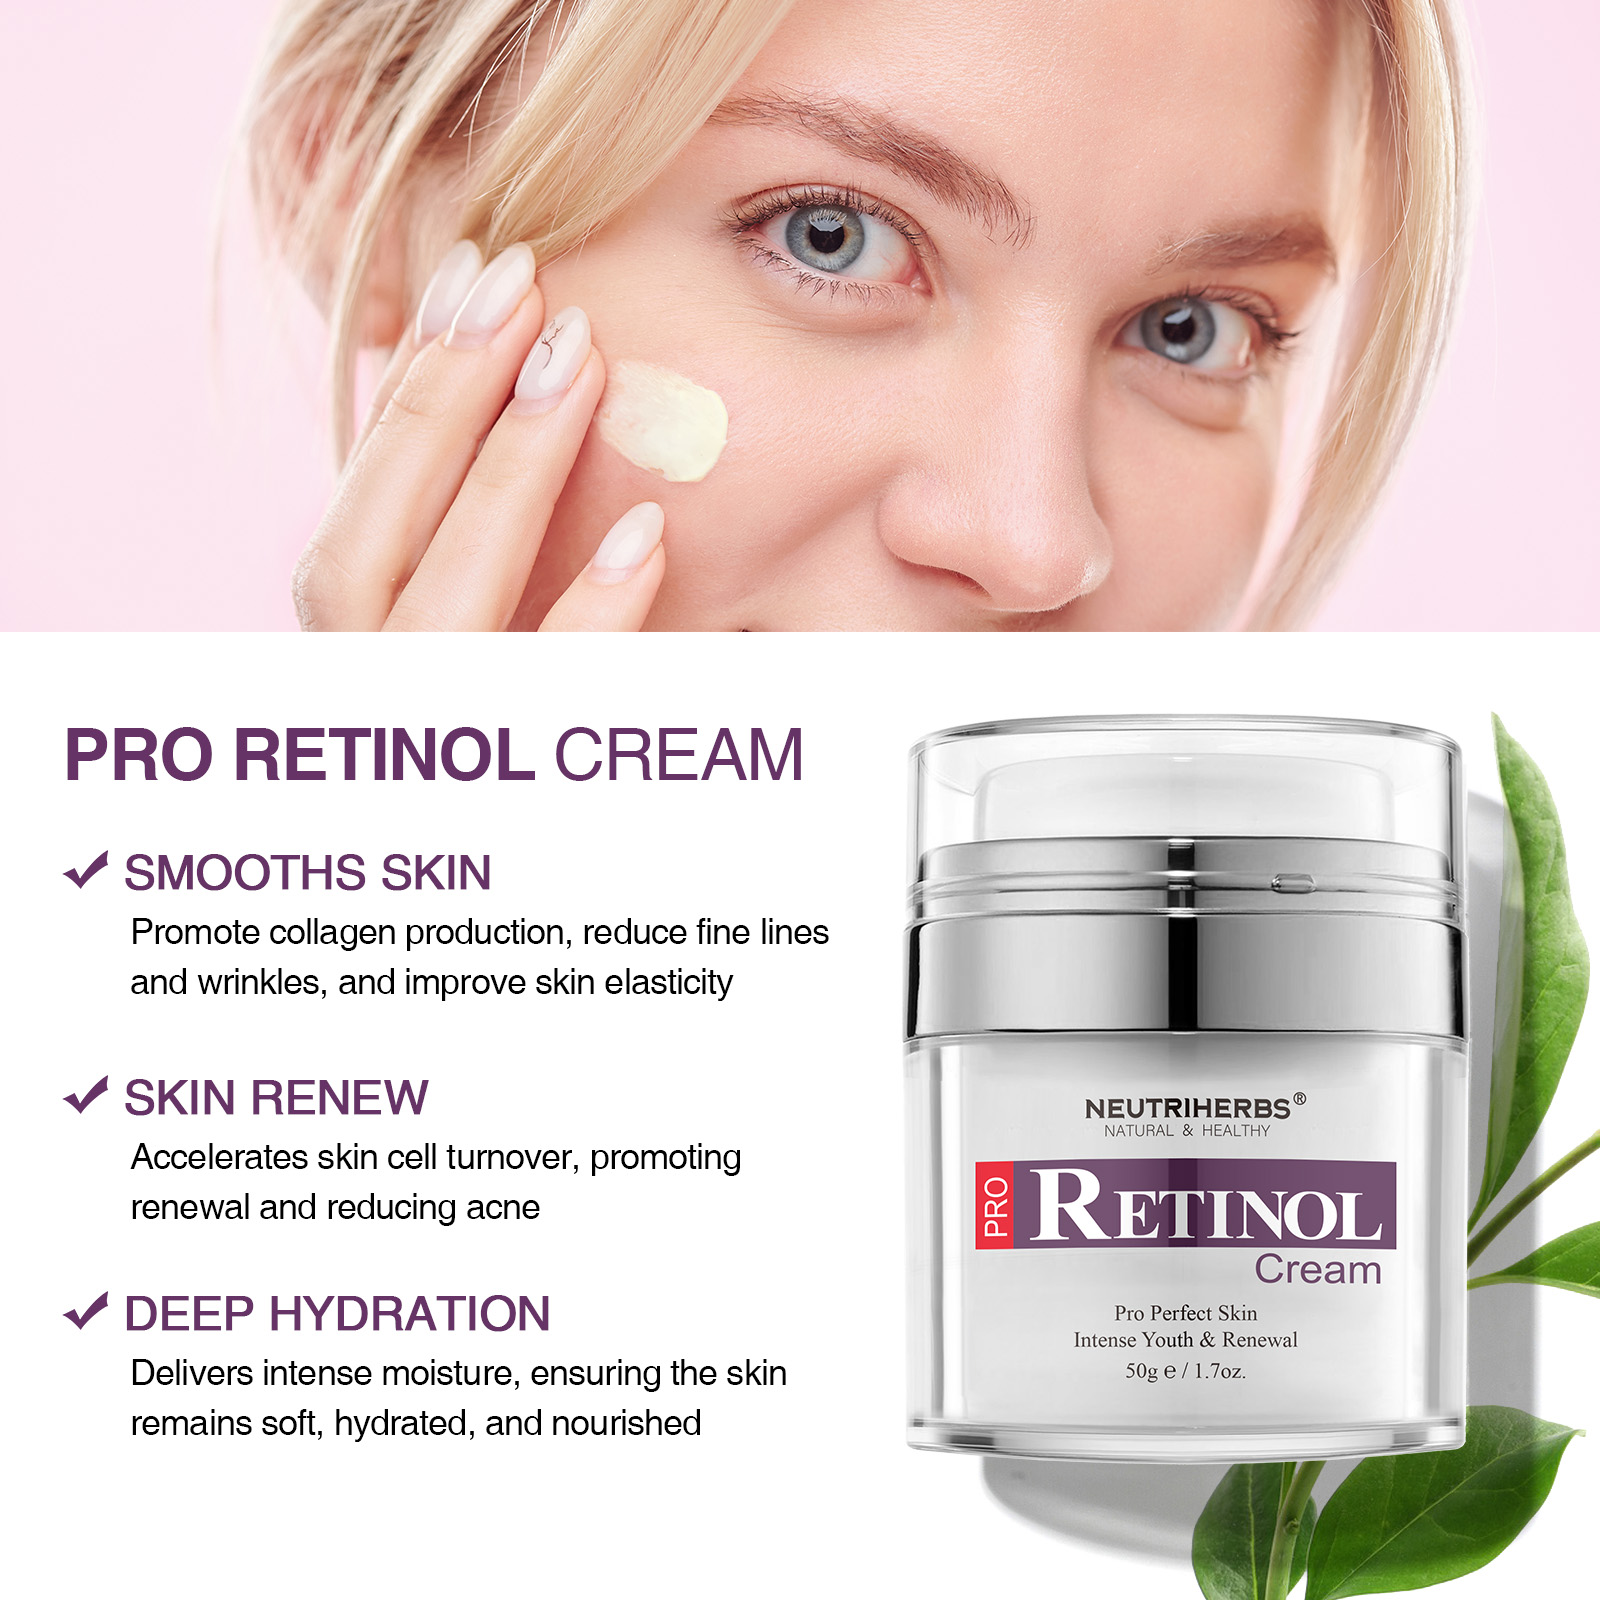 PRO RETINOL CREAM
SMOOTHS SKIN
Promote collagen production, reduce fine lines
and wrinkles, and improve skin elasticity
SKIN RENEW
Accelerates skin cell turnover, promoting
renewal and reducing acne
DEEP HYDRATION
Delivers intense moisture, ensuring the skin
remains soft, hydrated, and nourished
NEUTRIHERBS®
NATURAL & HEALTHY
PRO RETINOL
Cream
Pro Perfect Skin
Intense Youth & Renewal
50g ℮ / 1.7oz.